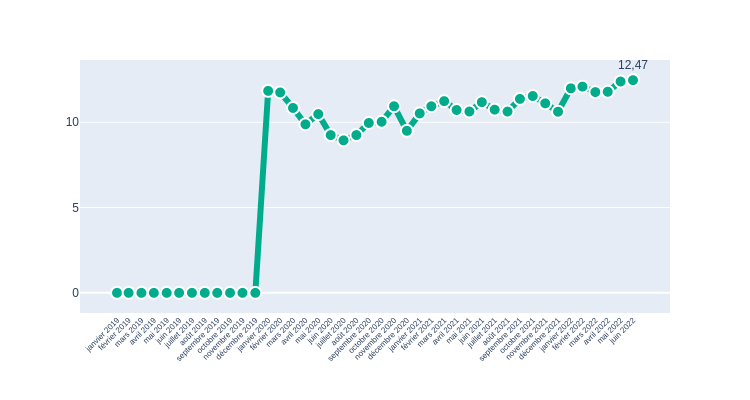 12,47
10
5
0
janvier 2019
février 2019
mars 2019
avril 2019
mai 2019
juin 2019
juillet 2019
août 2019
septembre 2019
octobre 2019
novembre 2019
décembre 2019
janvier 2020
février 2020
mars 2020
avril 2020
mai 2020
juin 2020
juillet 2020
août 2020
septembre 2020
octobre 2020
novembre 2020
décembre 2020
janvier 2021
février 2021
mars 2021
avril 2021
mai 2021
juin 2021
juillet 2021
août 2021
septembre 2021
octobre 2021
novembre 2021
décembre 2021
janvier 2022
février 2022
mars 2022
avril 2022
mai 2022
juin 2022